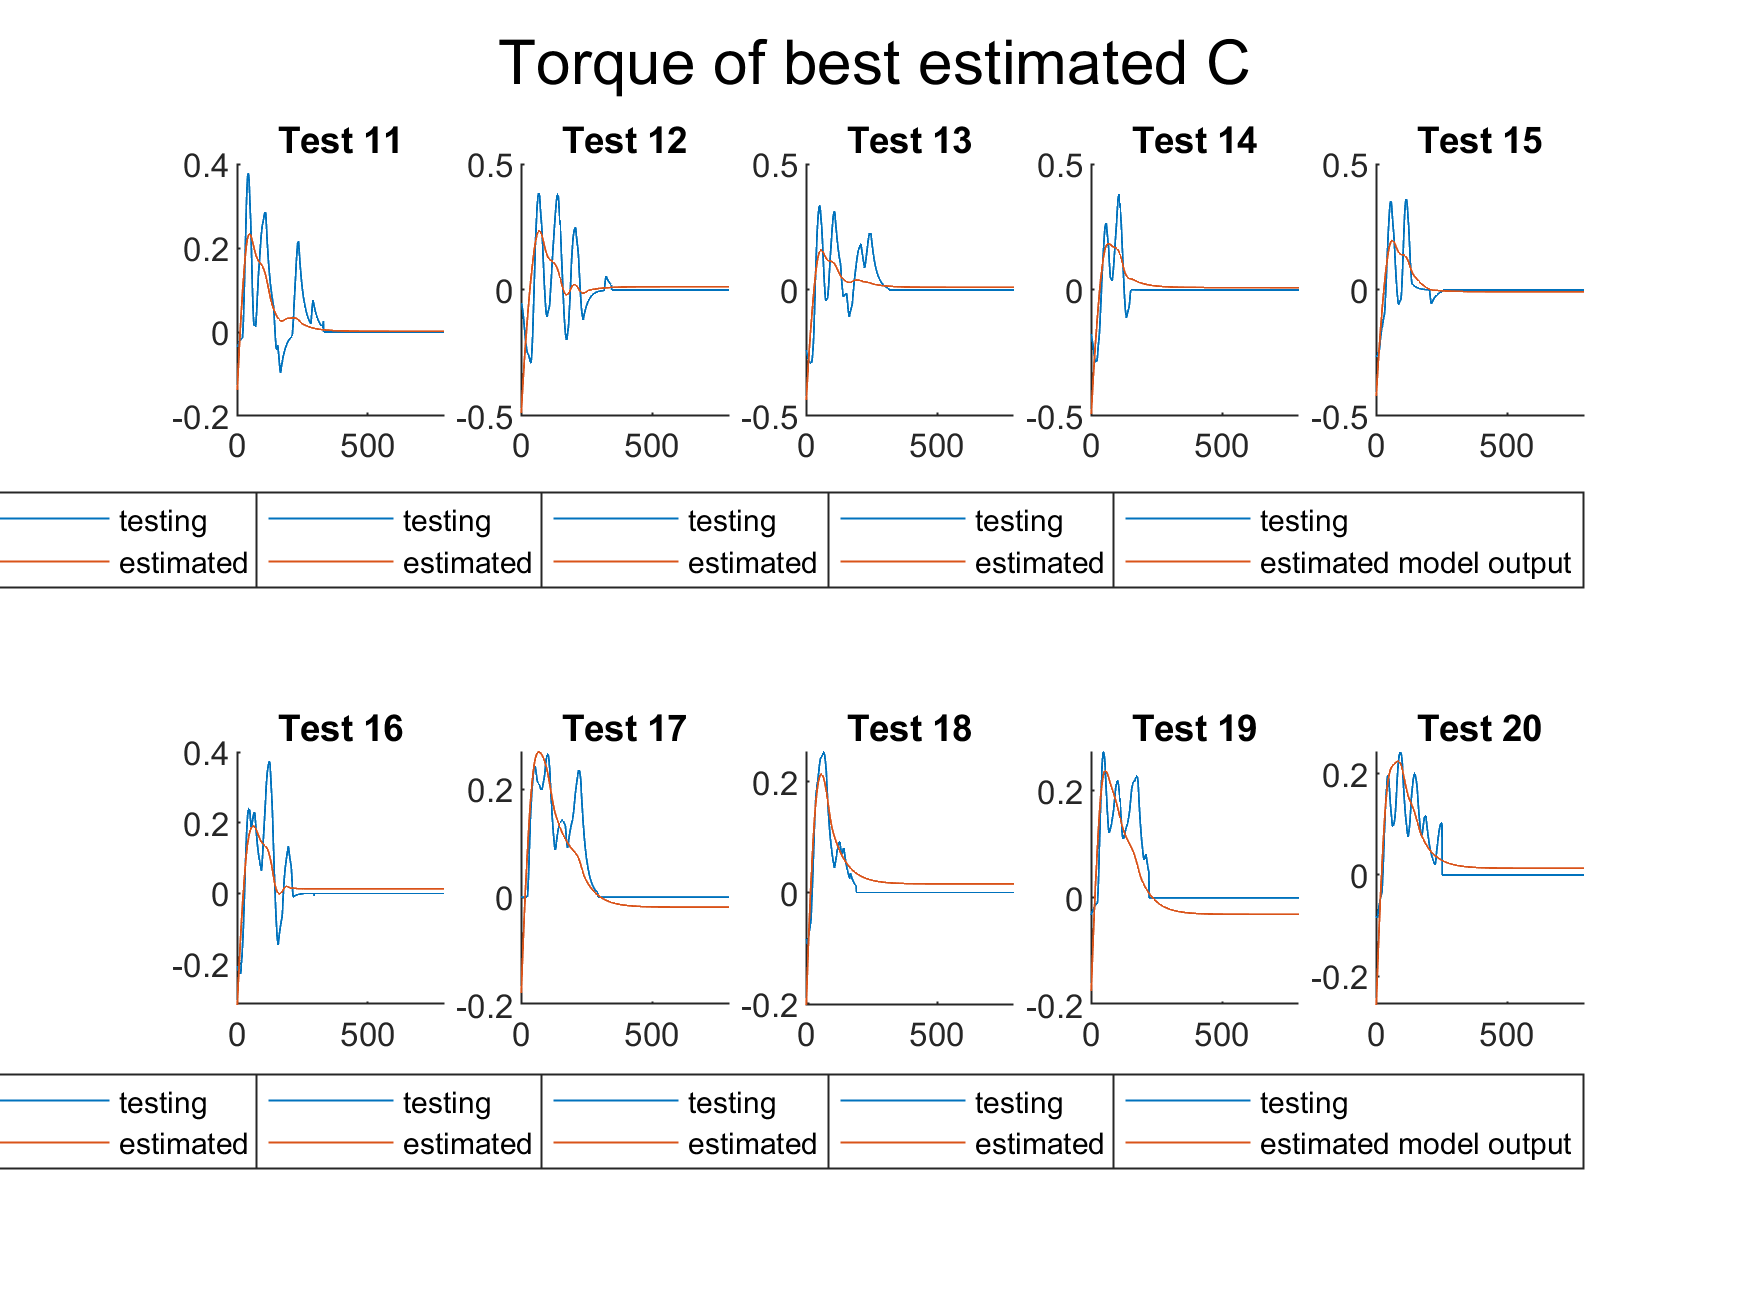 Torque of best estimated C
Test 11 Test 12 Test 13 Test 14 Test 15
0.4 0.5 0.5 0.5 0.5
0.2
0 0 0 0 0
-0.2 -0.5 -0.5 -0.5 -0.5
0 500 0 500 0 500 0 500 0 500
testing testing testing testing testing
estimated estimated estimated estimated estimated model output
Test 16 Test 17 Test 18 Test 19 Test 20
0.4
0.2 0.2 0.2 0.2 0.2
0 0 0 0 0
-0.2 -0.2 -0.2 -0.2 -0.2
0 500 0 500 0 500 0 500 0 500
testing testing testing testing testing
estimated estimated estimated estimated estimated model output